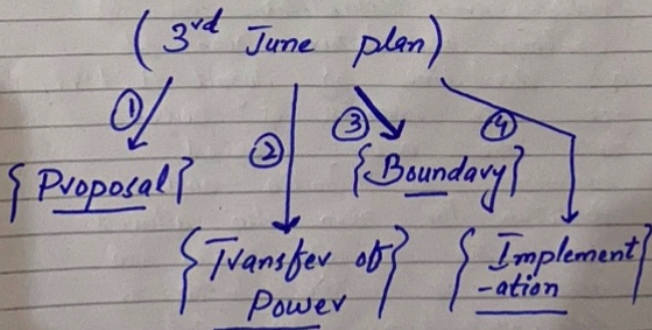 (3rd June plan)
① ② ③ ④
{Proposal}
{Boundary}
{Transfer of
Power}
{Implement
-ation